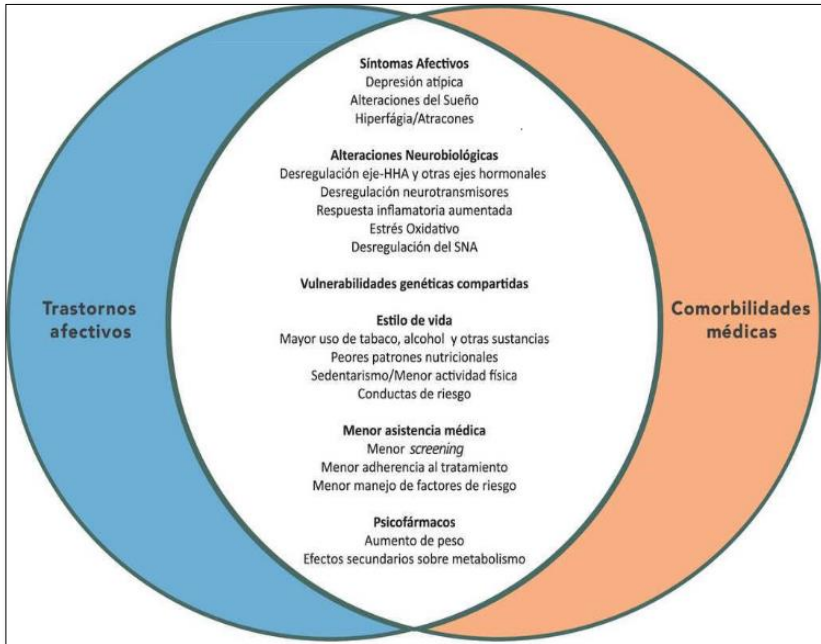 Síntomas Afectivos
Depresión atípica
Alteraciones del Sueño
Hiperfágia/Atracones
Alteraciones Neurobiológicas
Desregulación eje-HHA y otras ejes hormonales
Desregulación neurotransmisores
Respuesta inflamatoria aumentada
Estrés Oxidativo
Desregulación del SNA
Vulnerabilidades genéticas compartidas
Trastornos
afectivos
Estilo de vida
Mayor uso de tabaco, alcohol y otras sustancias
Peores patrones nutricionales
Sedentarismo/Menor actividad física
Conductas de riesgo
Comorbilidades
médicas
Menor asistencia médica
Menor screening
Menor adherencia al tratamiento
Menor manejo de factores de riesgo
Psicofármacos
Aumento de peso
Efectos secundarios sobre metabolismo